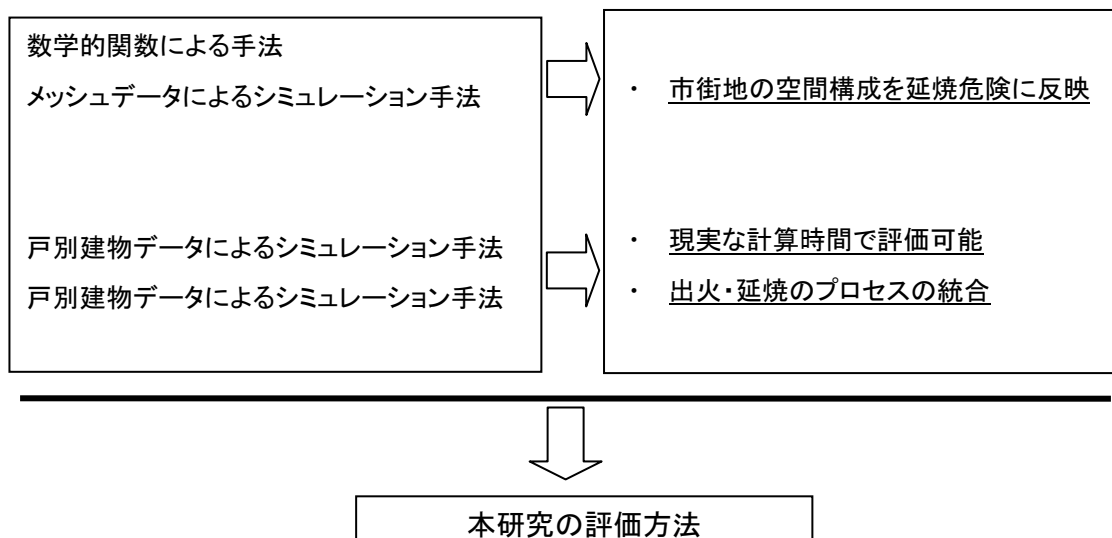 数学的関数による手法
メッシュデータによるシミュレーション手法
戸別建物データによるシミュレーション手法
戸別建物データによるシミュレーション手法
・ 市街地の空間構成を延焼危険に反映
・ 現実な計算時間で評価可能
・ 出火・延焼のプロセスの統合
本研究の評価方法